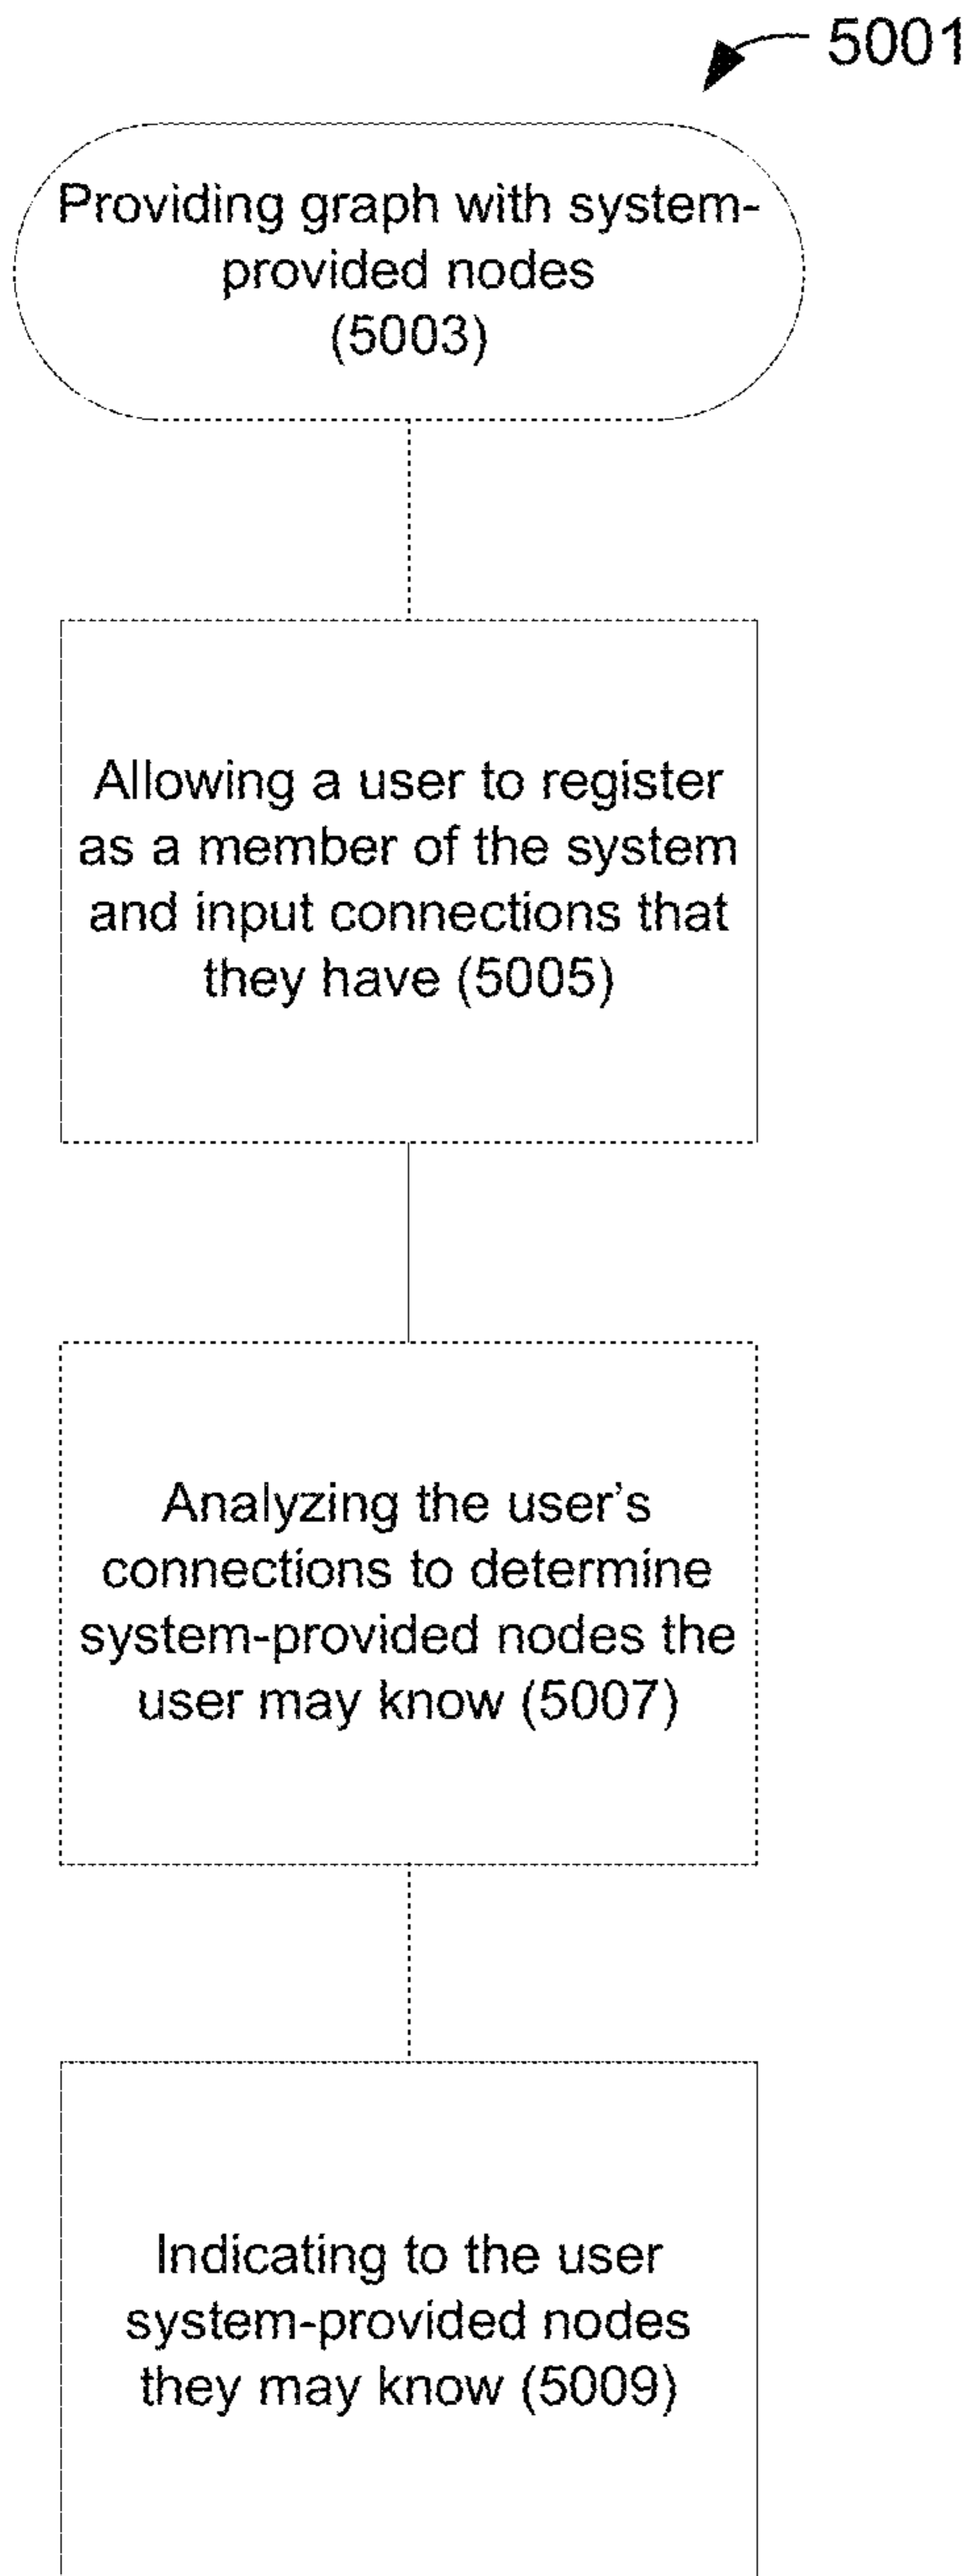 5001
Providing graph with system-
provided nodes
(5003)
Allowing a user to register
as a member of the system
and input connections that
they have (5005)
Analyzing the user’s
connections to determine
system-provided nodes the
user may know (5007)
Indicating to the user
system-provided nodes
they may know (5009)